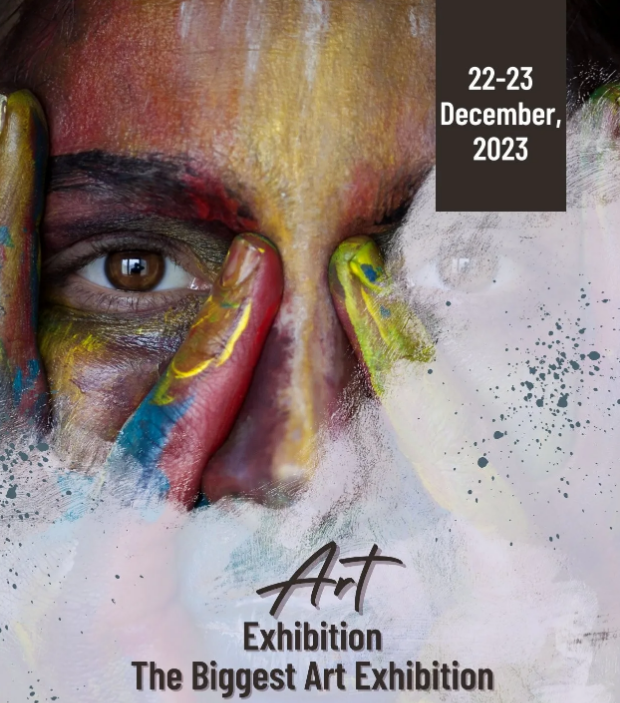 22-23
December,
2023
Art
Exhibition
The Biggest Art Exhibition